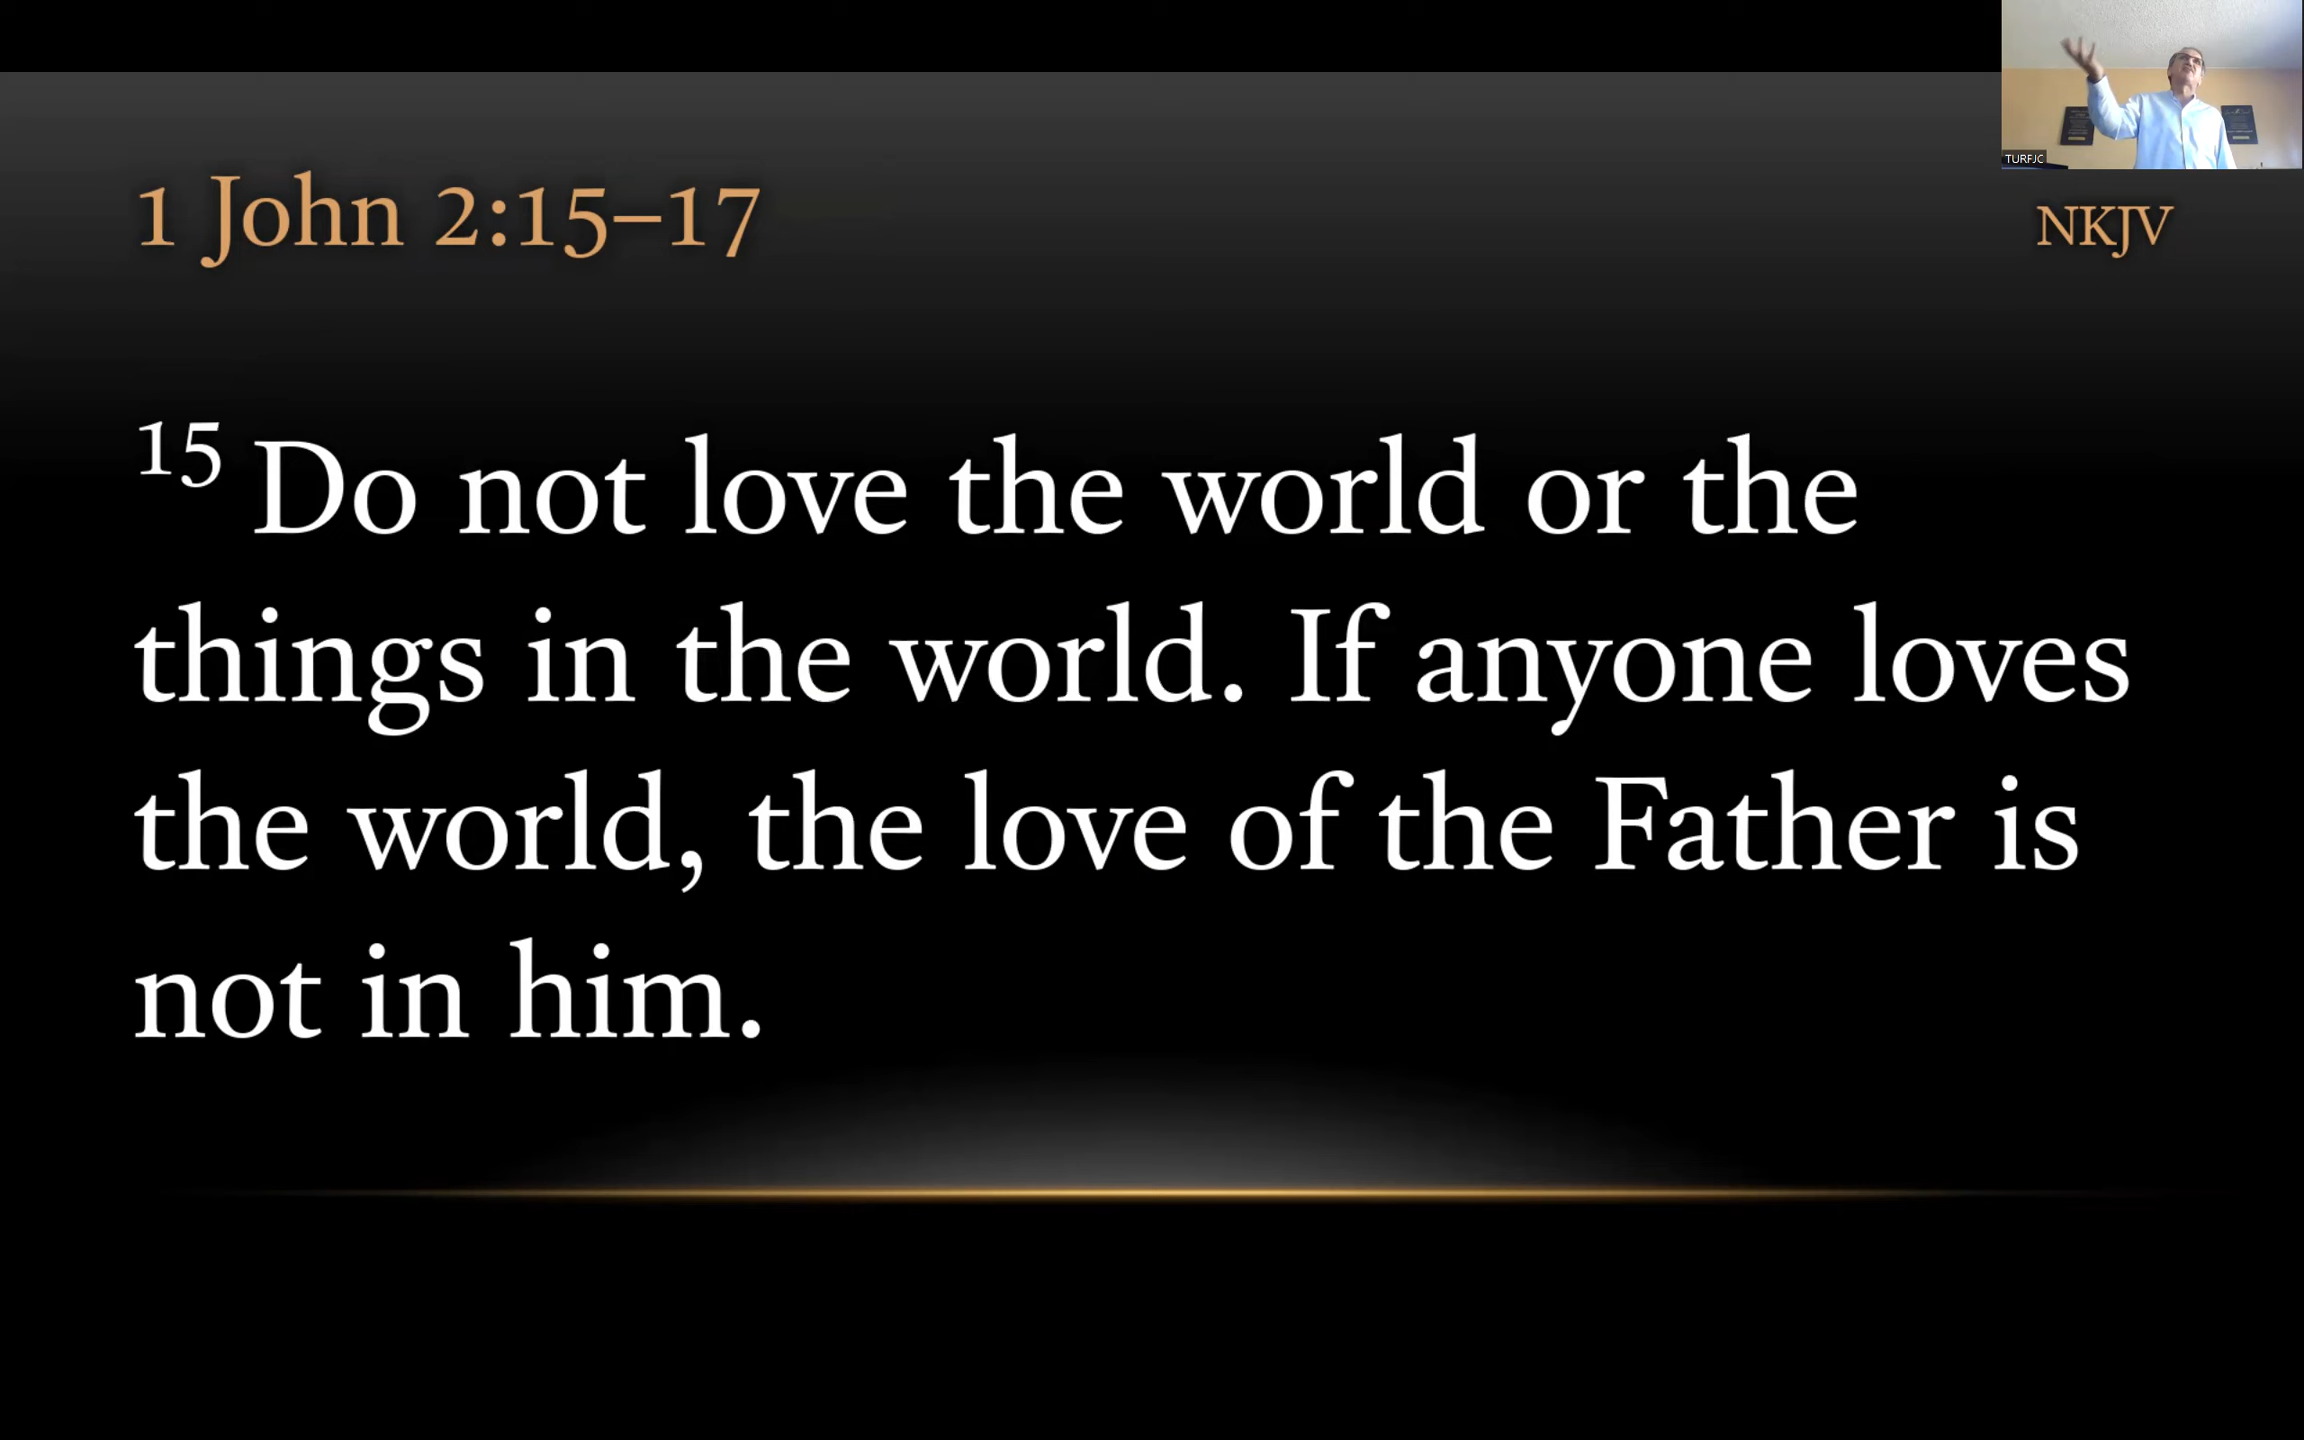 TURFJC
1 John 2:15–17
NKJV
15 Do not love the world or the
things in the world. If anyone loves
the world, the love of the Father is
not in him.